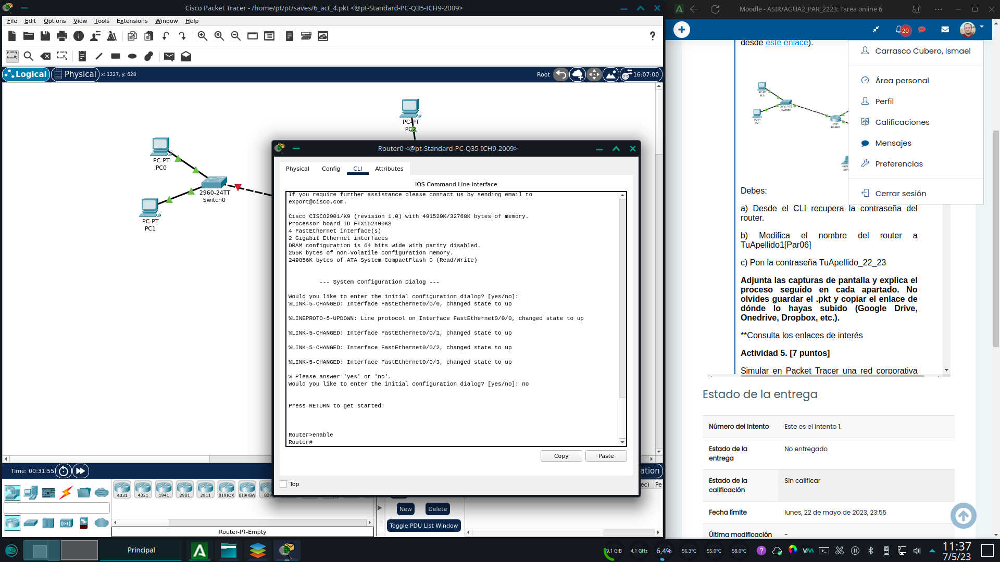 Cisco Packet Tracer - /home/pt/pt/saves/6_act_4.pkt <@pt-Standard-PC-Q35-ICH9-2009>
File Edit Options View Tools Extensions Window Help
Logical Physical x: 1227, y: 628
Root 16:07:00
PC-PT
PC2
PC-PT
PC0
2960-24TT
Switch0
PC-PT
PC1
Router0 <@pt-Standard-PC-Q35-ICH9-2009>
Physical Config CLI Attributes
IOS Command Line Interface
If you require further assistance please contact us by sending email to
export@cisco.com.
Cisco CISCO2901/K9 (revision 1.0) with 491520K/32768K bytes of memory.
Processor board ID FTX152400KS
4 FastEthernet interface(s)
2 Gigabit Ethernet interfaces
DRAM configuration is 64 bits wide with parity disabled.
255K bytes of non-volatile configuration memory.
249856K bytes of ATA System CompactFlash 0 (Read/Write)
--- System Configuration Dialog ---
Would you like to enter the initial configuration dialog? [yes/no]:
%LINK-5-CHANGED: Interface FastEthernet0/0/0, changed state to up
%LINEPROTO-5-UPDOWN: Line protocol on Interface FastEthernet0/0/0, changed state to up
%LINK-5-CHANGED: Interface FastEthernet0/0/1, changed state to up
%LINK-5-CHANGED: Interface FastEthernet0/0/2, changed state to up
%LINK-5-CHANGED: Interface FastEthernet0/0/3, changed state to up
% Please answer 'yes' or 'no'.
Would you like to enter the initial configuration dialog? [yes/no]: no
Press RETURN to get started!
Router>enable
Router#
Copy Paste
Top
Time: 00:31:55
4331 4321 1941 2901 2911 819IOX 819HGW 829
Router-PT-Empty
New Delete
Toggle PDU List Window
Moodle - ASIR/AGUA2_PAR_2223: Tarea online 6
20
desde este enlace).
Carrasco Cubero, Ismael
Área personal
Perfil
Calificaciones
Mensajes
Preferencias
Cerrar sesión
PC-PT
PC0
2960-24TT
Switch0
PC-PT
PC1
2901
Router0
Debes:
a) Desde el CLI recupera la contraseña del
router.
b) Modifica el nombre del router a
TuApellido1[Par06]
c) Pon la contraseña TuApellido_22_23
Adjunta las capturas de pantalla y explica el
proceso seguido en cada apartado. No
olvides guardar el .pkt y copiar el enlace de
dónde lo hayas subido (Google Drive,
Onedrive, Dropbox, etc.).
**Consulta los enlaces de interés
Actividad 5. [7 puntos]
Simular en Packet Tracer una red corporativa
Estado de la entrega
Número del intento Este es el intento 1.
Estado de la
entrega
No entregado
Estado de la
calificación
Sin calificar
Fecha límite lunes, 22 de mayo de 2023, 23:55
Última modificación -
Principal
9,1 GiB 4,1 GHz 6,4% 56,3°C 55,0°C 58,0°C
11:37
7/5/23